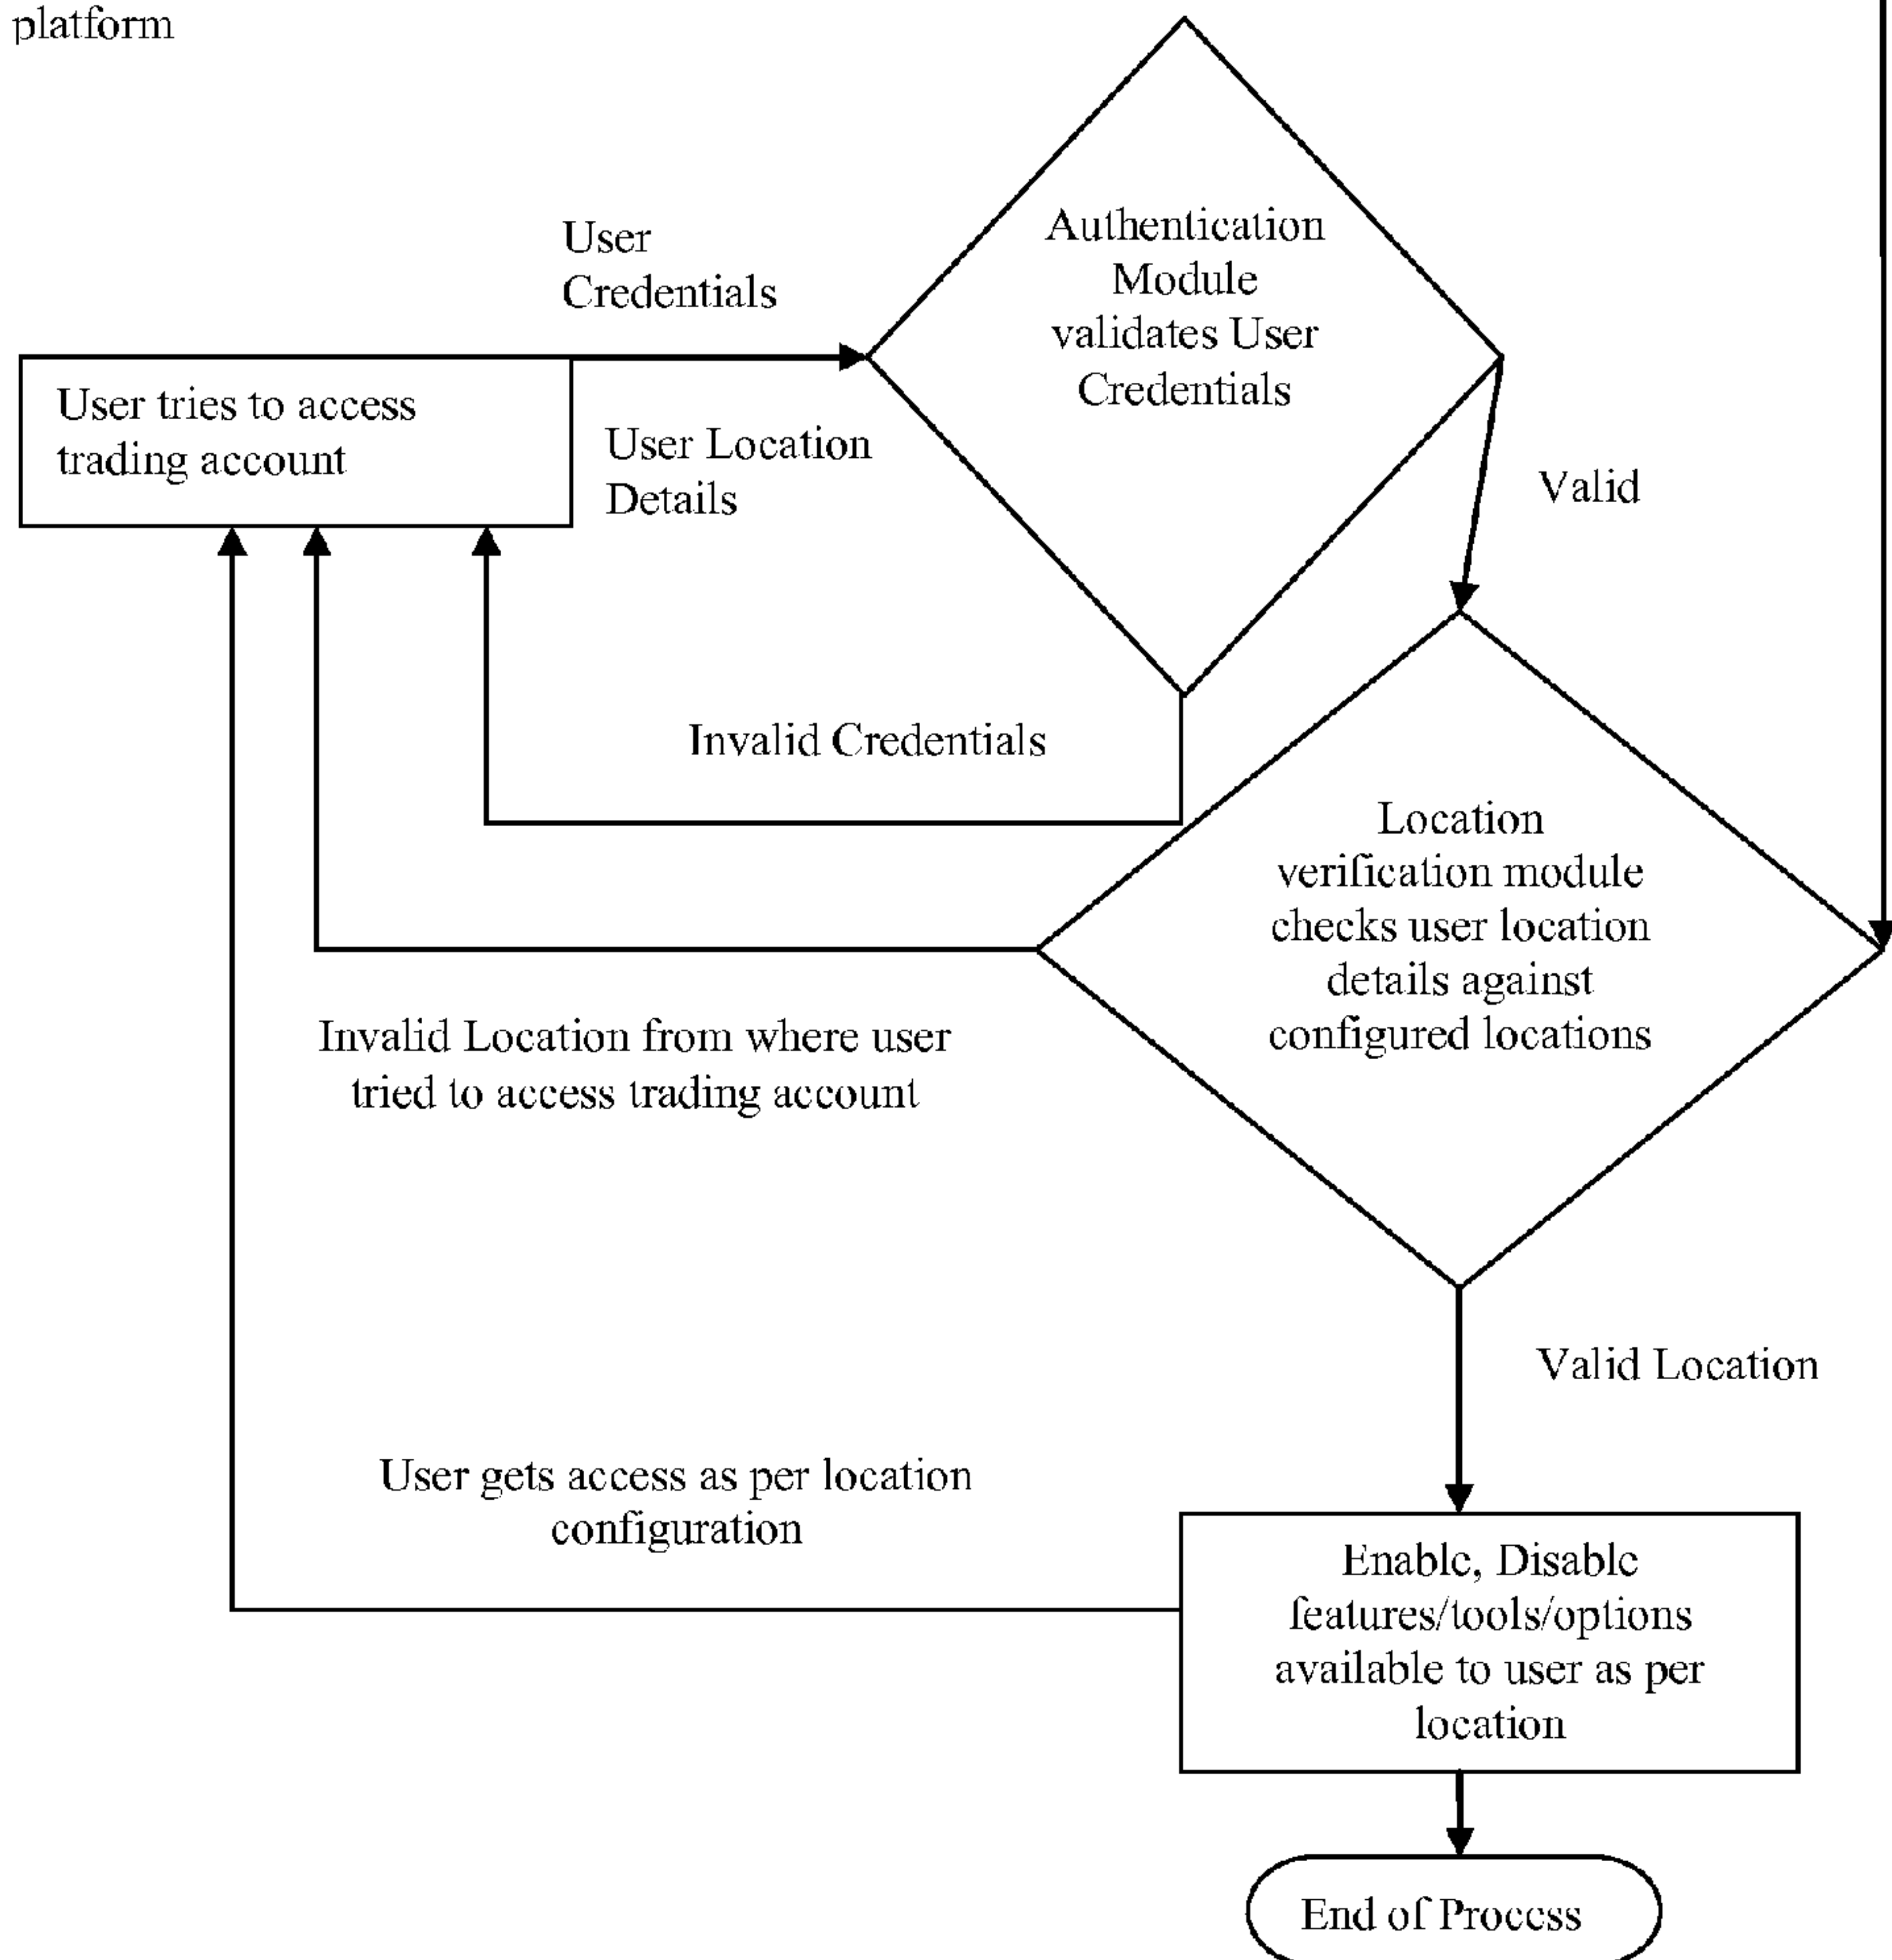 platform
User
Credentials
Authentication
Module
validates User
Credentials
User tries to access
trading account
User Location
Details
Valid
Invalid Credentials
Location
verification module
checks user location
details against
configured locations
Invalid Location from where user
tried to access trading account
Valid Location
User gets access as per location
configuration
Enable, Disable
features/tools/options
available to user as per
location
End of Process